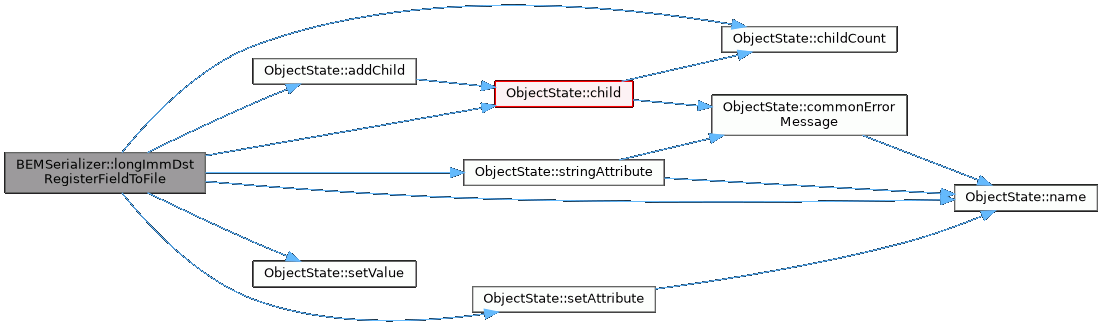 BEMSerializer::longImmDst
RegisterFieldToFile
ObjectState::addChild
ObjectState::child
ObjectState::childCount
ObjectState::commonError
Message
ObjectState::stringAttribute
ObjectState::name
ObjectState::setValue
ObjectState::setAttribute